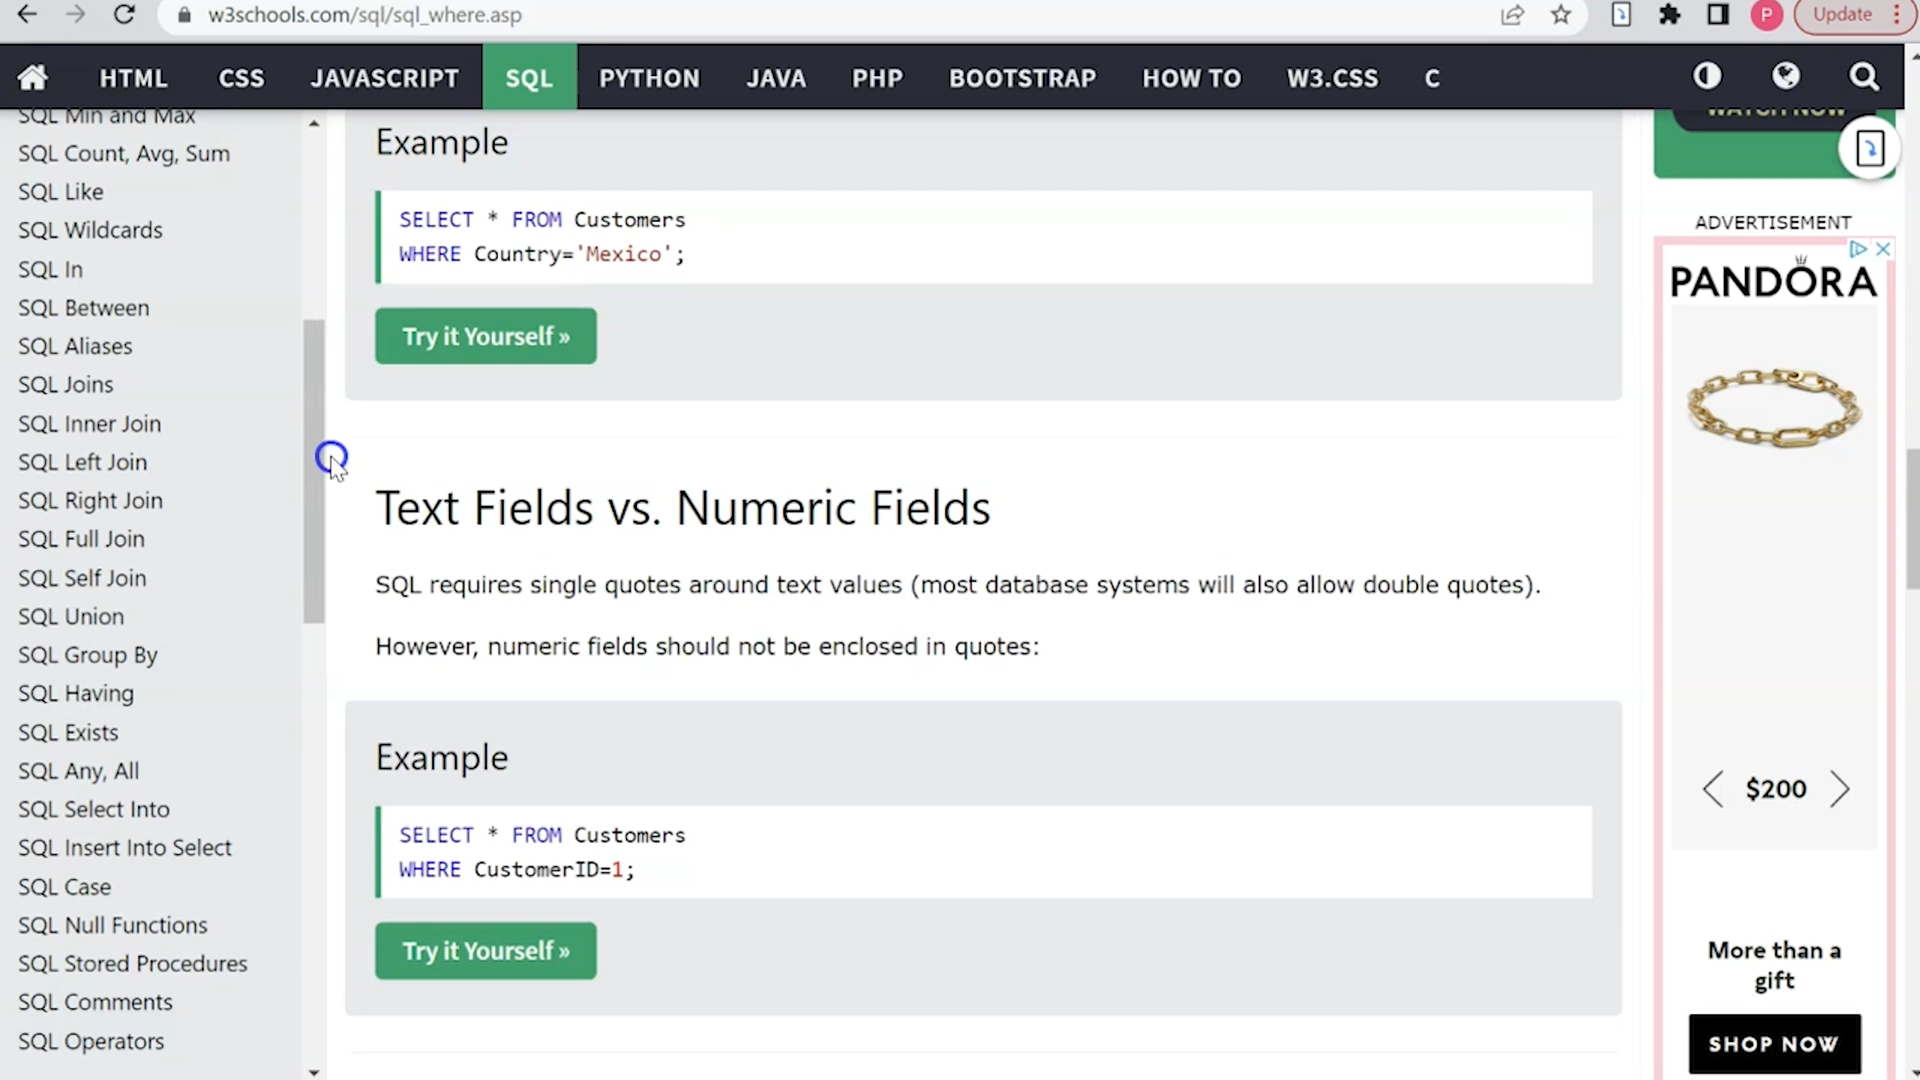 w3schools.com/sql/sql_where.asp
P
Update
HTML
CSS
JAVASCRIPT
SQL
PYTHON
JAVA
PHP
BOOTSTRAP
HOW TO
W3.CSS
C
SQL Min and Max
SQL Count, Avg, Sum
SQL Like
SQL Wildcards
SQL In
SQL Between
SQL Aliases
SQL Joins
SQL Inner Join
SQL Left Join
SQL Right Join
SQL Full Join
SQL Self Join
SQL Union
SQL Group By
SQL Having
SQL Exists
SQL Any, All
SQL Select Into
SQL Insert Into Select
SQL Case
SQL Null Functions
SQL Stored Procedures
SQL Comments
SQL Operators
Example
SELECT * FROM Customers
WHERE Country='Mexico';
Try it Yourself »
Text Fields vs. Numeric Fields
SQL requires single quotes around text values (most database systems will also allow double quotes).
However, numeric fields should not be enclosed in quotes:
Example
SELECT * FROM Customers
WHERE CustomerID=1;
Try it Yourself »
WATCH NOW
ADVERTISEMENT
PANDORA
$200
More than a
gift
SHOP NOW